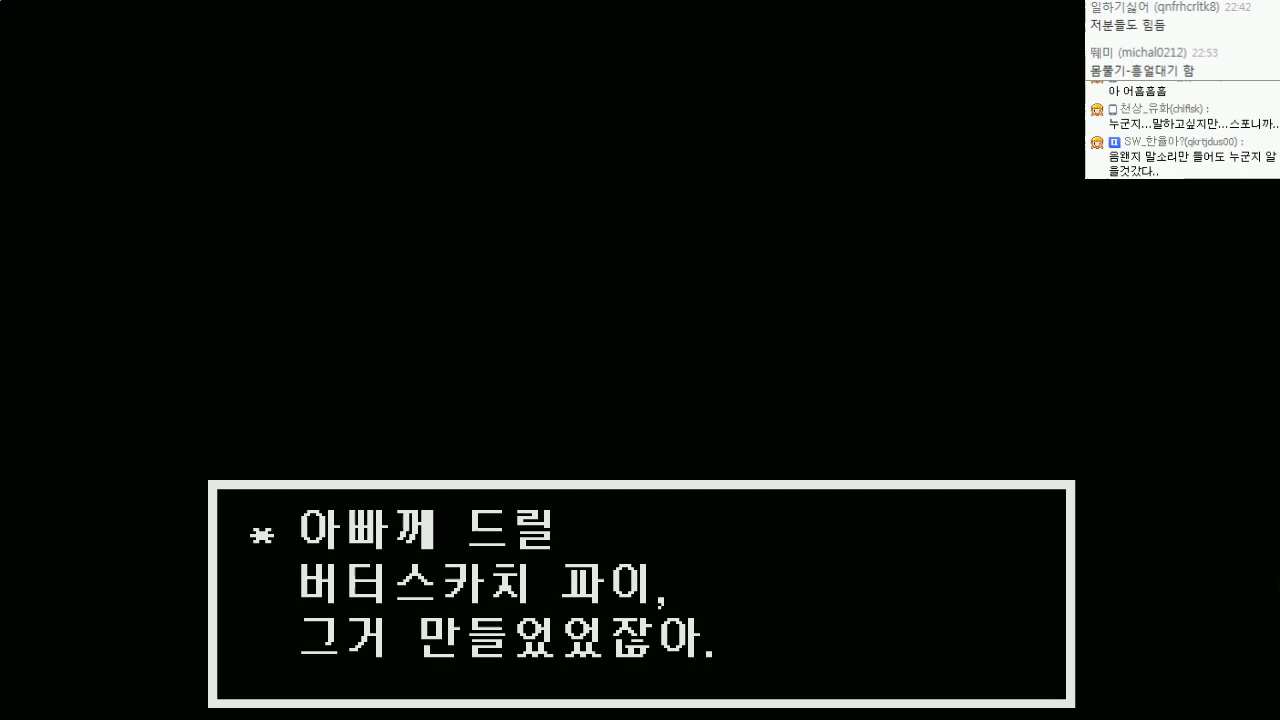 일하기싫어 (qnfrhcrltk8) 22:42
저분들도 힘듬
뛔미 (michal0212) 22:53
몸풀기-흥얼대기 함
아 어흠흠흠
천상_유화(chlflsk) :
누군지...말하고싶지만...스포니까..
SW_한율아?(qkrtjdus00) :
음왠지 말소리만 들어도 누군지 알
을것갔다..
* 아빠께 드릴
버터스카치 파이,
그거 만들었었잖아.